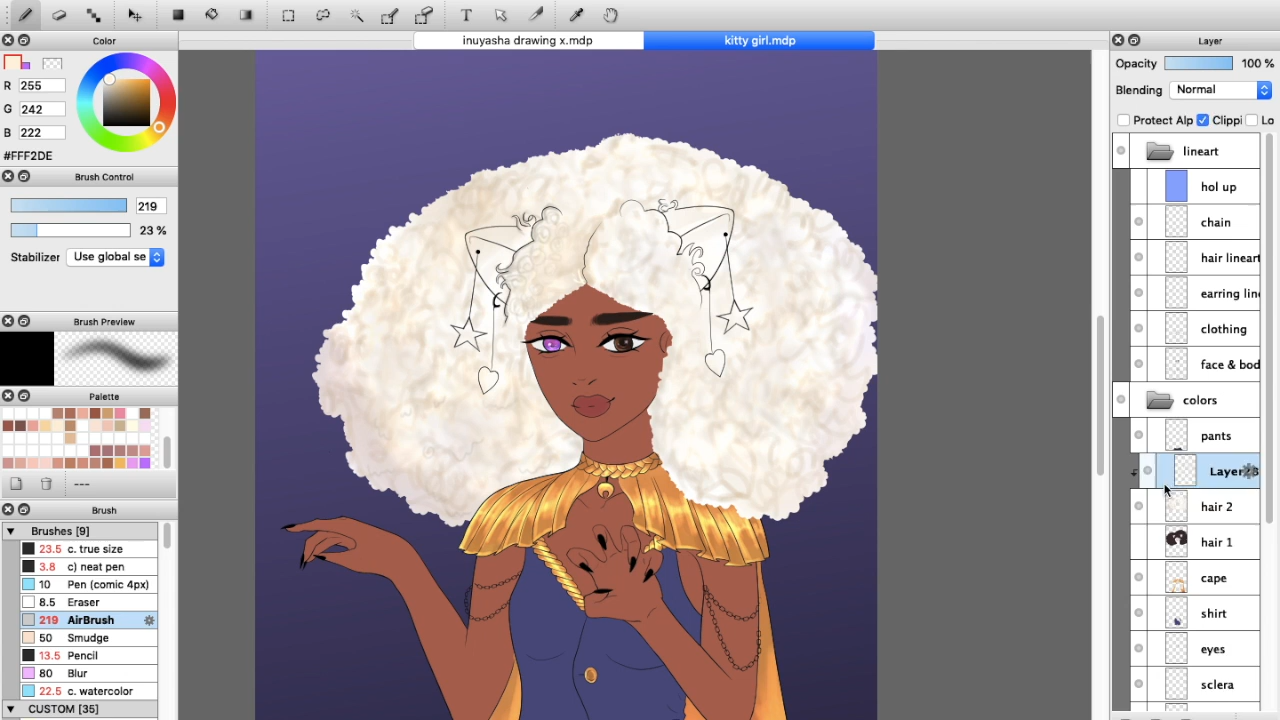 inuyasha drawing x.mdp
kitty girl.mdp
Color
R 255
G 242
B 222
#FFF2DE
Brush Control
219
23 %
Stabilizer Use global se
Brush Preview
Palette
---
Brush
Brushes [9]
23.5 c. true size
3.8 c) neat pen
10 Pen (comic 4px)
8.5 Eraser
219 AirBrush
50 Smudge
13.5 Pencil
80 Blur
22.5 c. watercolor
CUSTOM [35]
Layer
Opacity 100 %
Blending Normal
Protect Alp Clippi Lo
lineart
hol up
chain
hair lineart
earring line
clothing
face & bod
colors
pants
Layer
hair 2
hair 1
cape
shirt
eyes
sclera